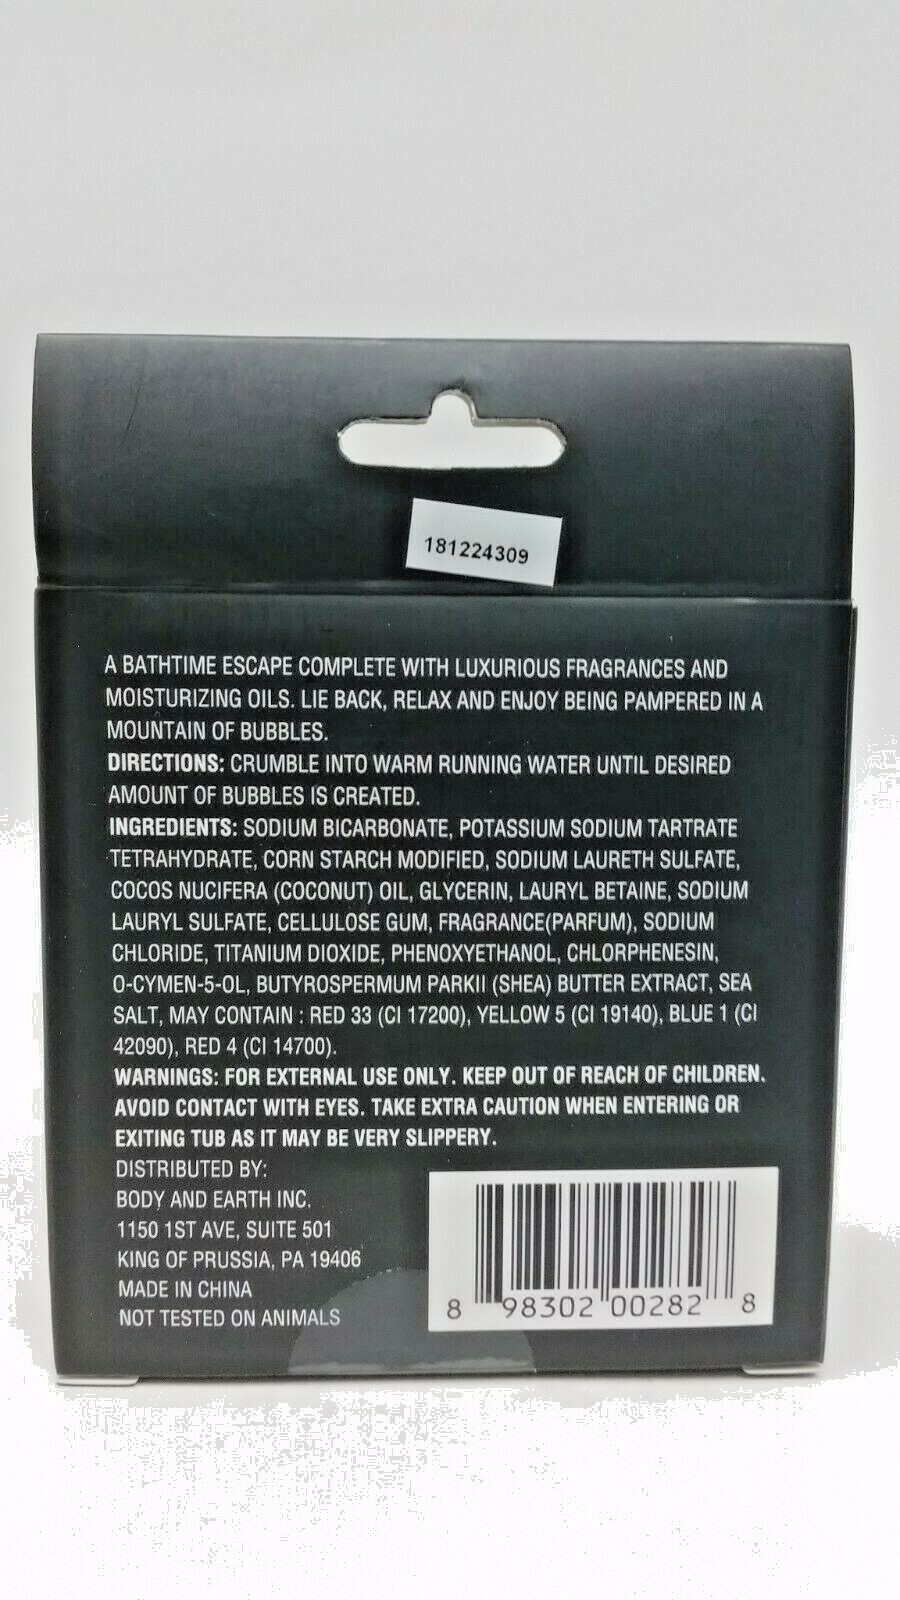 181224309
A BATHTIME ESCAPE COMPLETE WITH LUXURIOUS FRAGRANCES AND
MOISTURIZING OILS. LIE BACK, RELAX AND ENJOY BEING PAMPERED IN A
MOUNTAIN OF BUBBLES.
DIRECTIONS: CRUMBLE INTO WARM RUNNING WATER UNTIL DESIRED
AMOUNT OF BUBBLES IS CREATED.
INGREDIENTS: SODIUM BICARBONATE, POTASSIUM SODIUM TARTRATE
TETRAHYDRATE, CORN STARCH MODIFIED, SODIUM LAURETH SULFATE,
COCOS NUCIFERA (COCONUT) OIL, GLYCERIN, LAURYL BETAINE, SODIUM
LAURYL SULFATE, CELLULOSE GUM, FRAGRANCE(PARFUM), SODIUM
CHLORIDE, TITANIUM DIOXIDE, PHENOXYETHANOL, CHLORPHENESIN,
O-CYMEN-5-OL, BUTYROSPERMUM PARKII (SHEA) BUTTER EXTRACT, SEA
SALT, MAY CONTAIN : RED 33 (CI 17200), YELLOW 5 (CI 19140), BLUE 1 (CI
42090), RED 4 (CI 14700).
WARNINGS: FOR EXTERNAL USE ONLY. KEEP OUT OF REACH OF CHILDREN.
AVOID CONTACT WITH EYES. TAKE EXTRA CAUTION WHEN ENTERING OR
EXITING TUB AS IT MAY BE VERY SLIPPERY.
DISTRIBUTED BY:
BODY AND EARTH INC.
1150 1ST AVE, SUITE 501
KING OF PRUSSIA, PA 19406
MADE IN CHINA
NOT TESTED ON ANIMALS
8 98302 00282 8